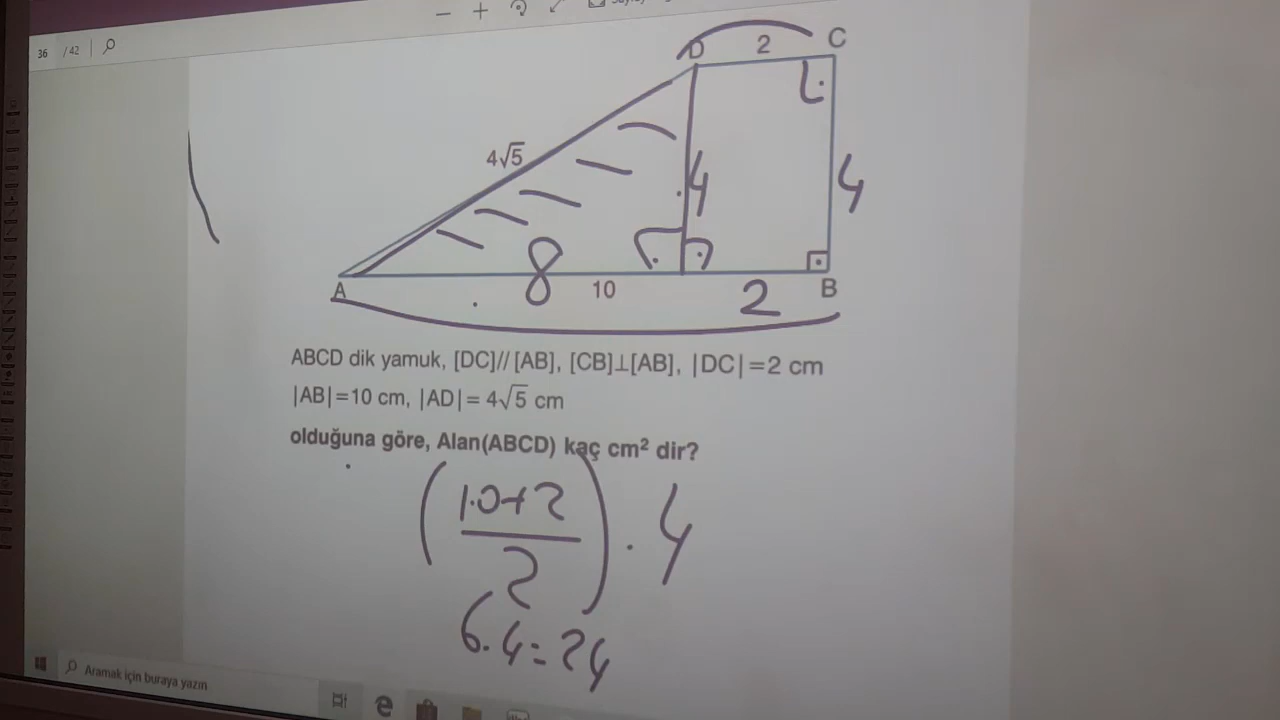 36 / 42
D 2 C
4√5
4 4
8 10 2
A B
ABCD dik yamuk, [DC]//[AB], [CB]⊥[AB], |DC|=2 cm
|AB|=10 cm, |AD|= 4√5 cm
olduğuna göre, Alan(ABCD) kaç cm² dir?
(10+2/2).4
6.4=24
Aramak için buraya yazın